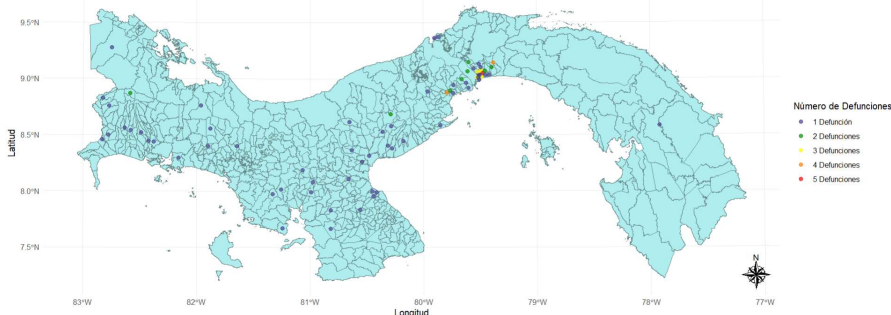 9.5°N
9.0°N
8.5°N
8.0°N
7.5°N
Latitud
83°W
82°W
81°W
80°W
79°W
78°W
77°W
Longitud
Número de Defunciones
1 Defunción
2 Defunciones
3 Defunciones
4 Defunciones
5 Defunciones
N